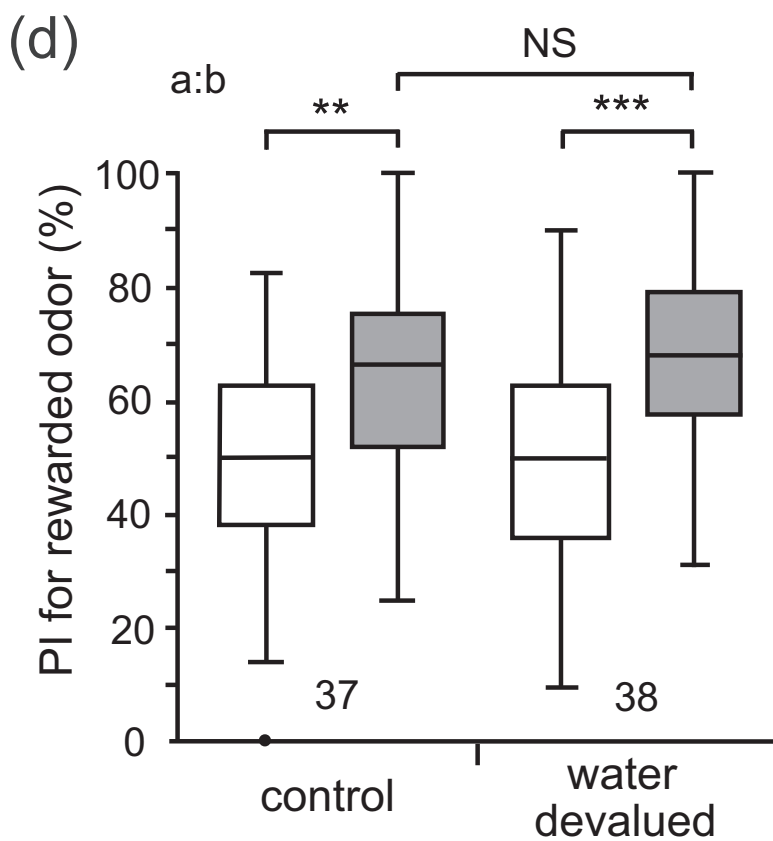 (d)
NS
a:b
**
***
PI for rewarded odor (%)
100
80
60
40
20
0
37
38
control
water
devalued